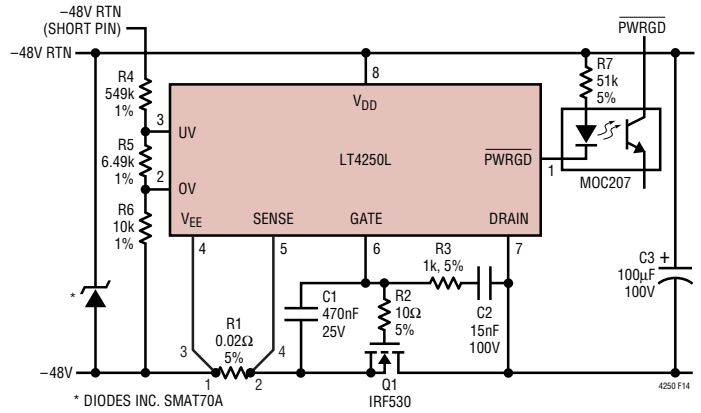 −48V RTN
(SHORT PIN)
−48V RTN
PWRGD
R4
549k
1%
R5
6.49k
1%
R6
10k
1%
3
UV
2
OV
8
VDD
LT4250L
PWRGD
1
VEE
SENSE
GATE
DRAIN
4
5
6
7
R7
51k
5%
MOC207
R3
1k, 5%
C1
470nF
25V
R2
10Ω
5%
C2
15nF
100V
C3
+
100µF
100V
*
R1
0.02Ω
5%
3
4
1
2
−48V
Q1
IRF530
* DIODES INC. SMAT70A
4250 F14